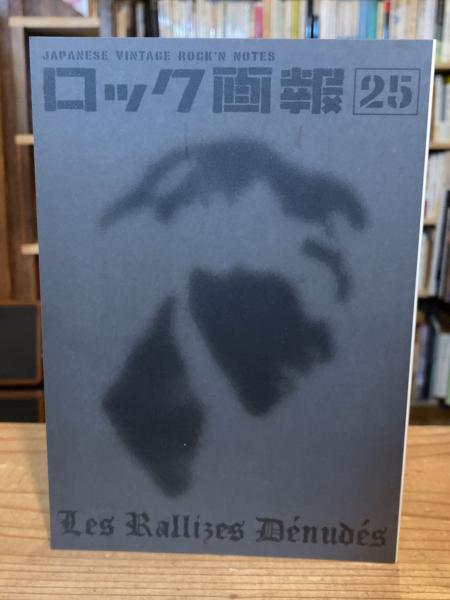 JAPANESE VINTAGE ROCK'N NOTES
ロック画報 25
Les Rallizes Dénudés